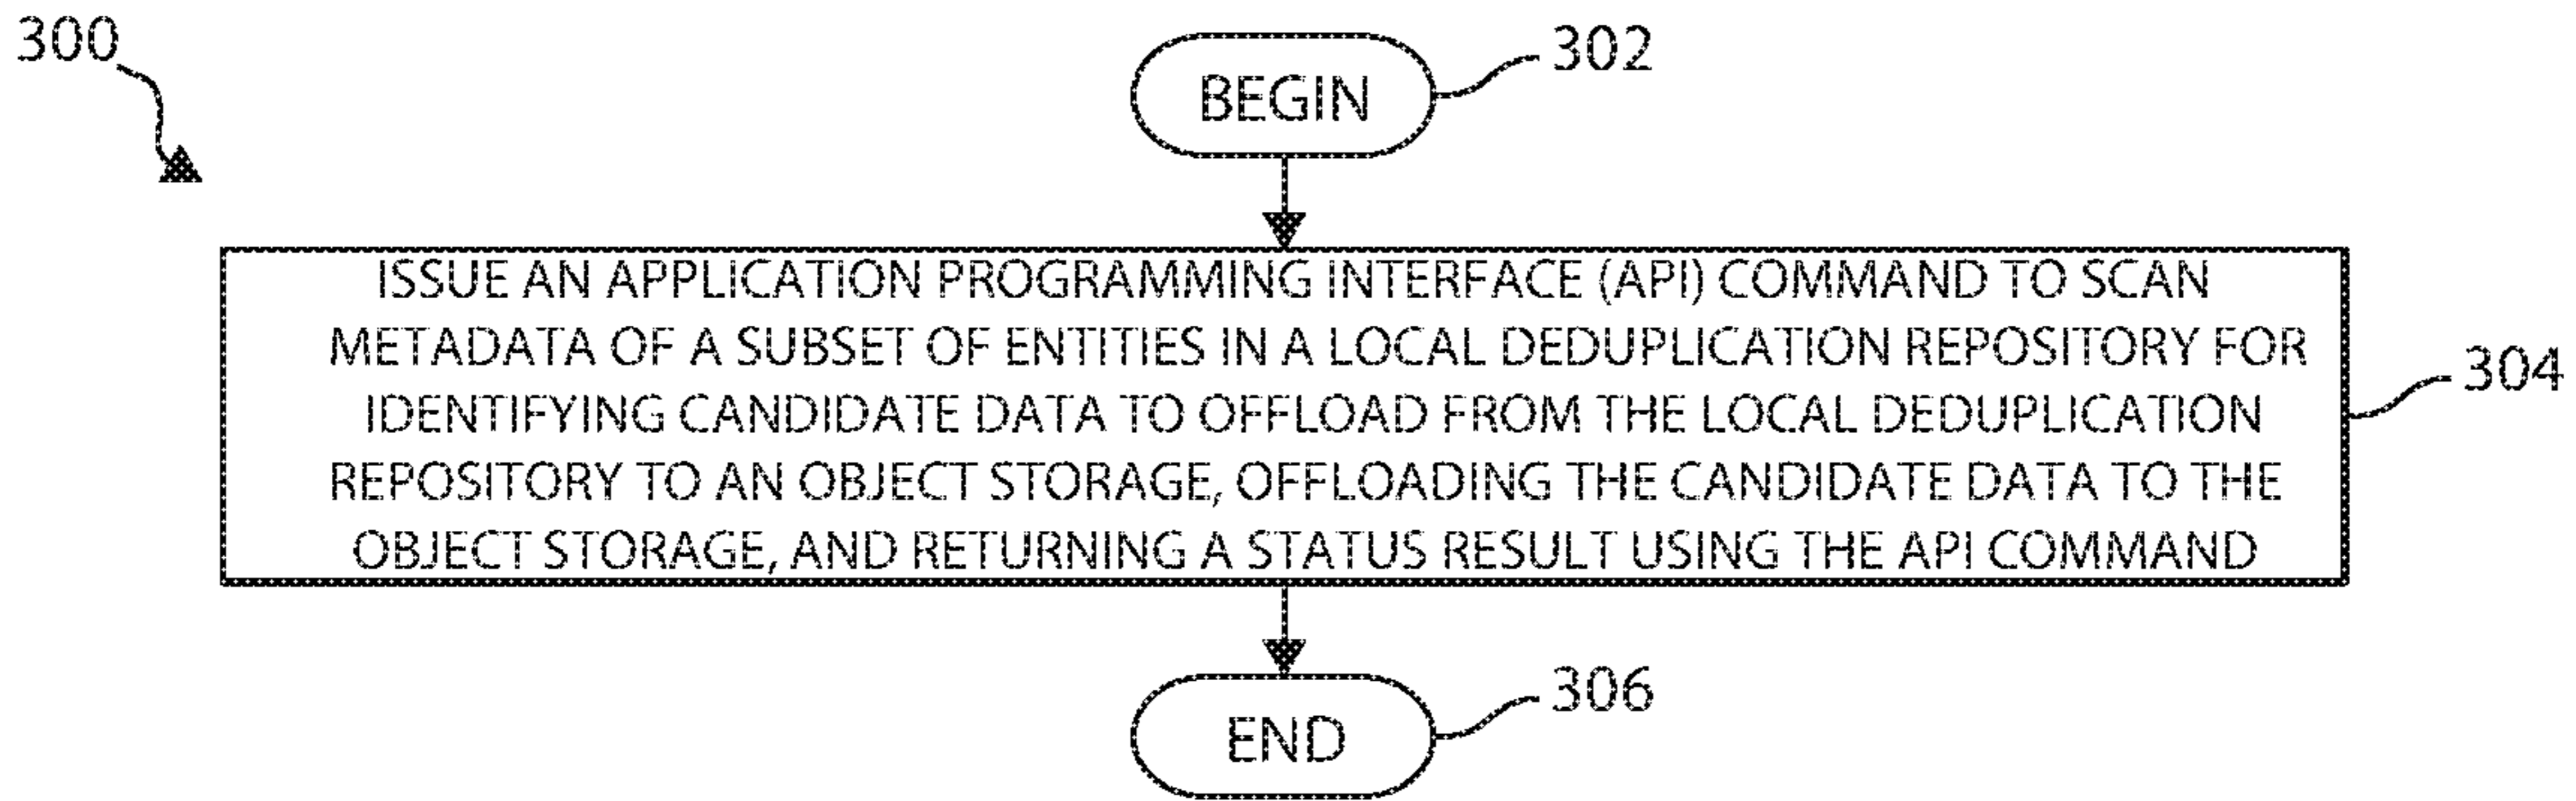 300
BEGIN
302
ISSUE AN APPLICATION PROGRAMMING INTERFACE (API) COMMAND TO SCAN
METADATA OF A SUBSET OF ENTITIES IN A LOCAL DEDUPLICATION REPOSITORY FOR
IDENTIFYING CANDIDATE DATA TO OFFLOAD FROM THE LOCAL DEDUPLICATION
REPOSITORY TO AN OBJECT STORAGE, OFFLOADING THE CANDIDATE DATA TO THE
OBJECT STORAGE, AND RETURNING A STATUS RESULT USING THE API COMMAND
304
END
306